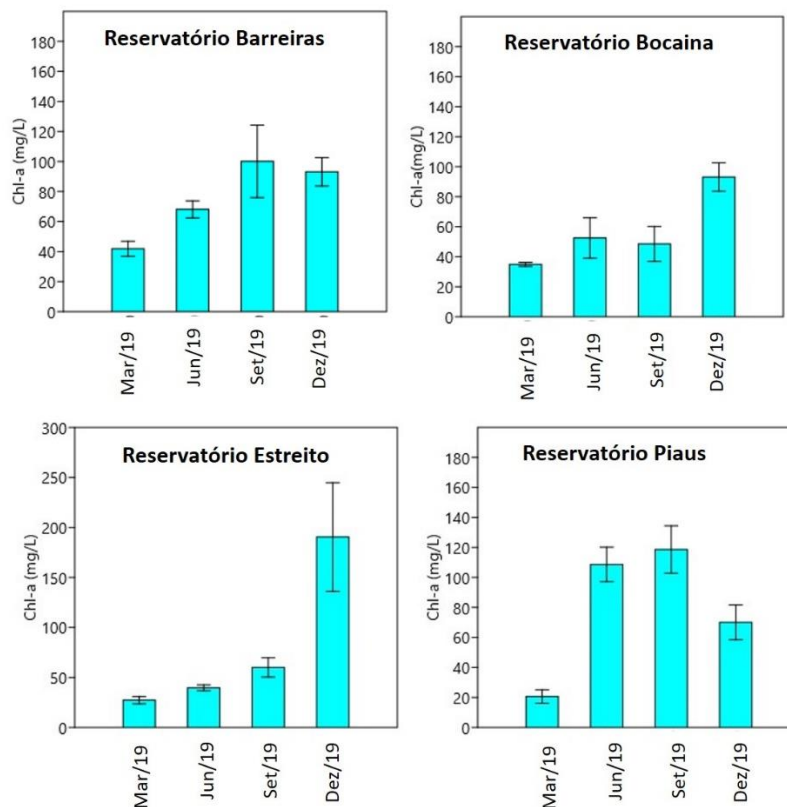 Reservatório Barreiras
Chl-a (mg/L)
180
160
140
120
100
80
60
40
20
0
Mar/19
Jun/19
Set/19
Dez/19
Reservatório Bocaina
Chl-a(mg/L)
180
160
140
120
100
80
60
40
20
0
Mar/19
Jun/19
Set/19
Dez/19
Reservatório Estreito
Chl-a (mg/L)
300
250
200
150
100
50
0
Mar/19
Jun/19
Set/19
Dez/19
Reservatório Piaus
Chl-a (mg/L)
180
160
140
120
100
80
60
40
20
0
Mar/19
Jun/19
Set/19
Dez/19